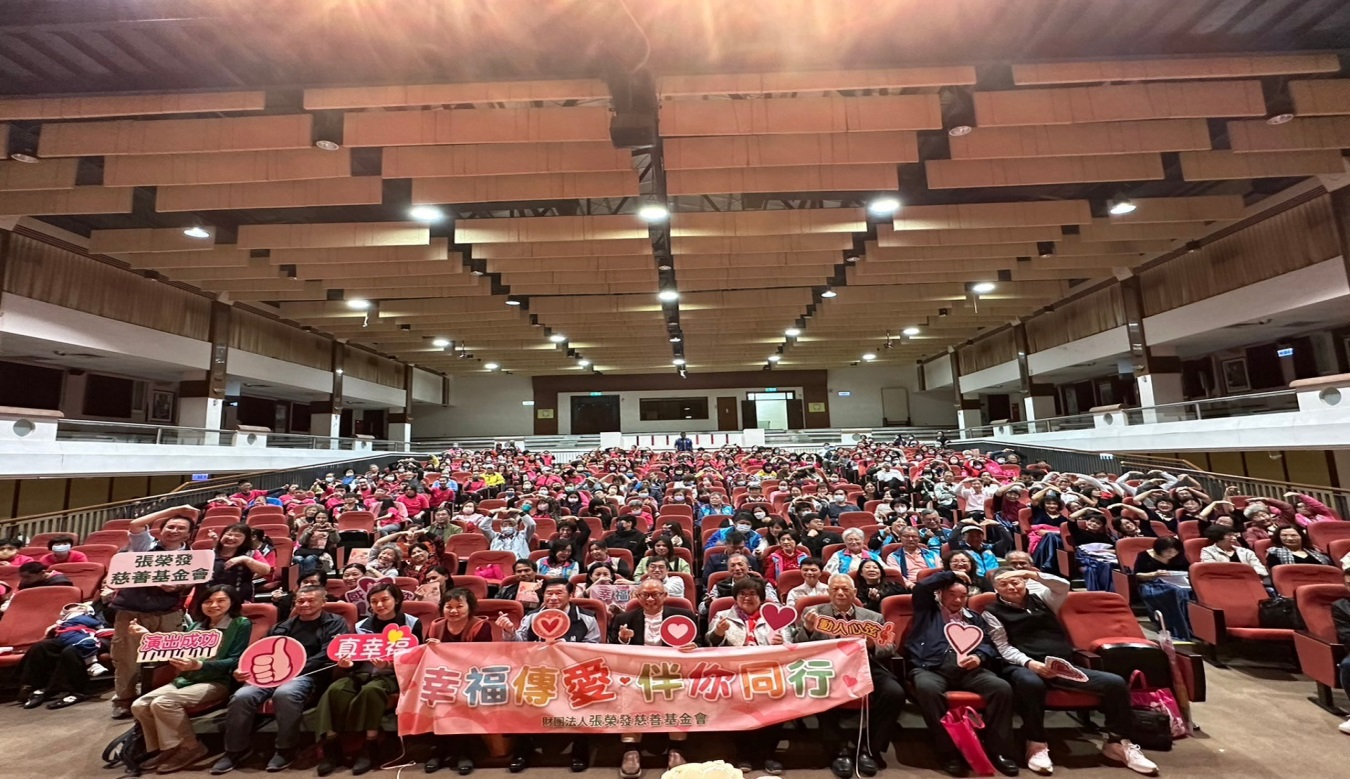 張榮發
慈善基金會
演出成功
真幸福
幸福
動人心弦
幸福傳愛·伴你同行
財團法人張榮發慈善基金會